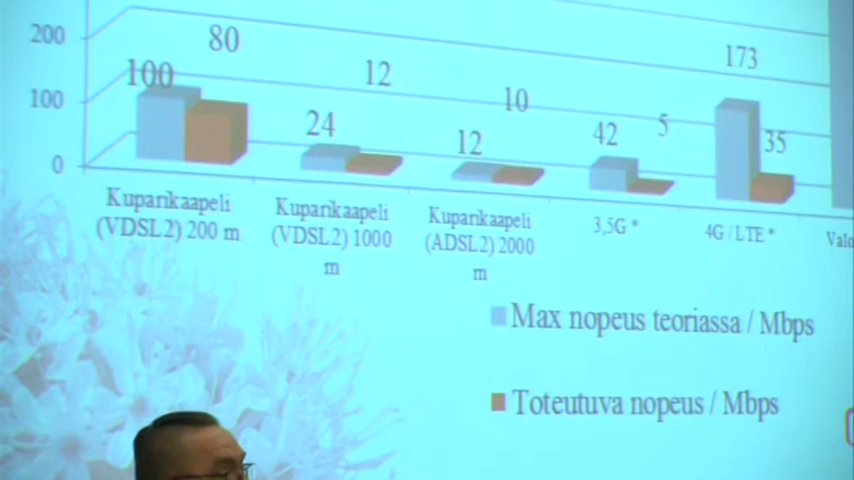 200
100
0
100
80
24
12
12
10
42
5
173
35
Kuparikaapeli
(VDSL2) 200 m
Kuparikaapeli
(VDSL2) 1000
m
Kuparikaapeli
(ADSL2) 2000
m
3,5G *
4G / LTE *
Valo
Max nopeus teoriassa / Mbps
Toteutuva nopeus / Mbps